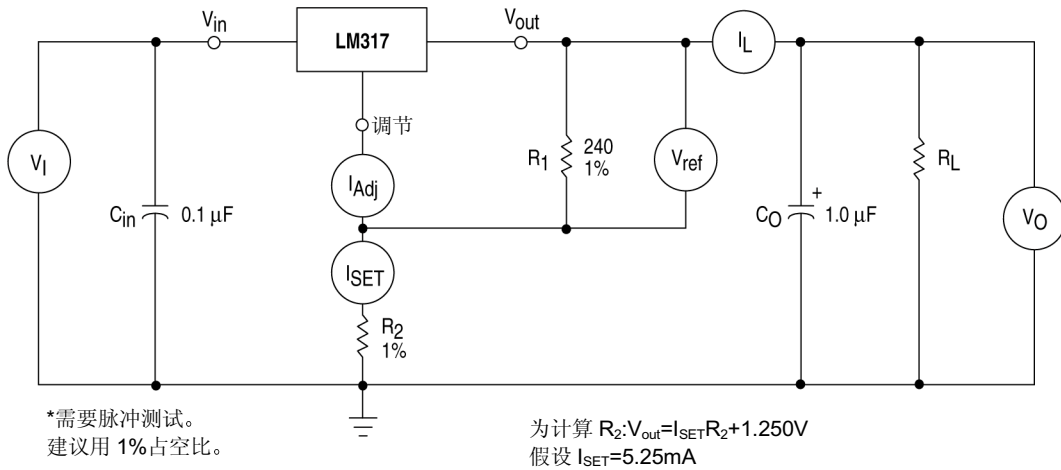 Vin
LM317
Vout
IL
调节
VI
Cin
0.1 μF
IAdj
ISET
R2
1%
R1
240
1%
Vref
CO
+
1.0 μF
RL
VO
*需要脉冲测试。
建议用 1%占空比。
为计算 R2:Vout=ISETR2+1.250V
假设 ISET=5.25mA